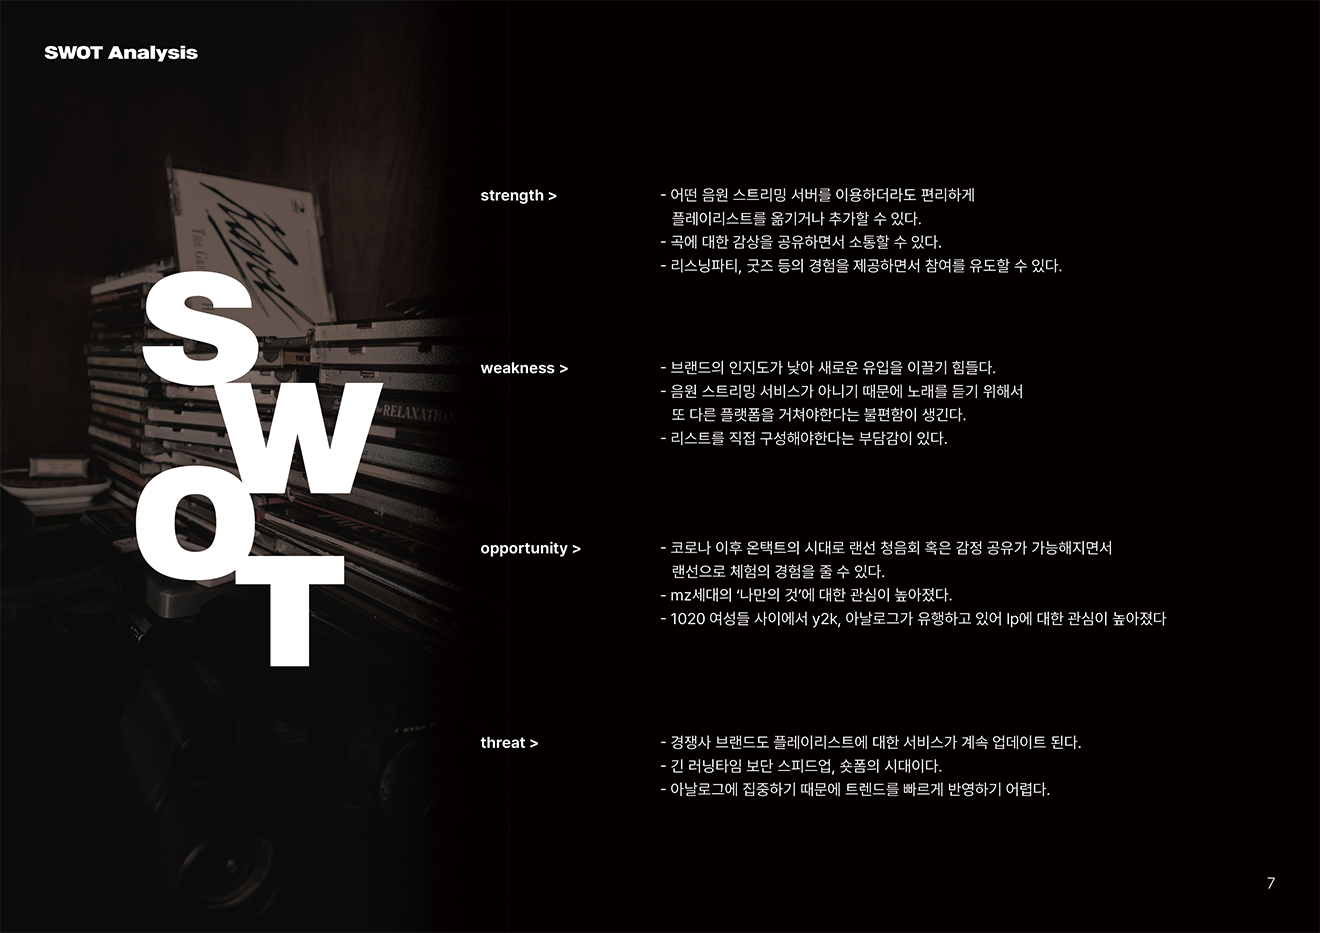 SWOT Analysis
S
W
O
T
strength >
- 어떤 음원 스트리밍 서버를 이용하더라도 편리하게
플레이리스트를 옮기거나 추가할 수 있다.
- 곡에 대한 감상을 공유하면서 소통할 수 있다.
- 리스닝파티, 굿즈 등의 경험을 제공하면서 참여를 유도할 수 있다.
weakness >
- 브랜드의 인지도가 낮아 새로운 유입을 이끌기 힘들다.
- 음원 스트리밍 서비스가 아니기 때문에 노래를 듣기 위해서
또 다른 플랫폼을 거쳐야한다는 불편함이 생긴다.
- 리스트를 직접 구성해야한다는 부담감이 있다.
opportunity >
- 코로나 이후 온택트의 시대로 랜선 청음회 혹은 감정 공유가 가능해지면서
랜선으로 체험의 경험을 줄 수 있다.
- mz세대의 ‘나만의 것’에 대한 관심이 높아졌다.
- 1020 여성들 사이에서 y2k, 아날로그가 유행하고 있어 lp에 대한 관심이 높아졌다
threat >
- 경쟁사 브랜드도 플레이리스트에 대한 서비스가 계속 업데이트 된다.
- 긴 러닝타임 보단 스피드업, 숏폼의 시대이다.
- 아날로그에 집중하기 때문에 트렌드를 빠르게 반영하기 어렵다.
RELAXATION
7